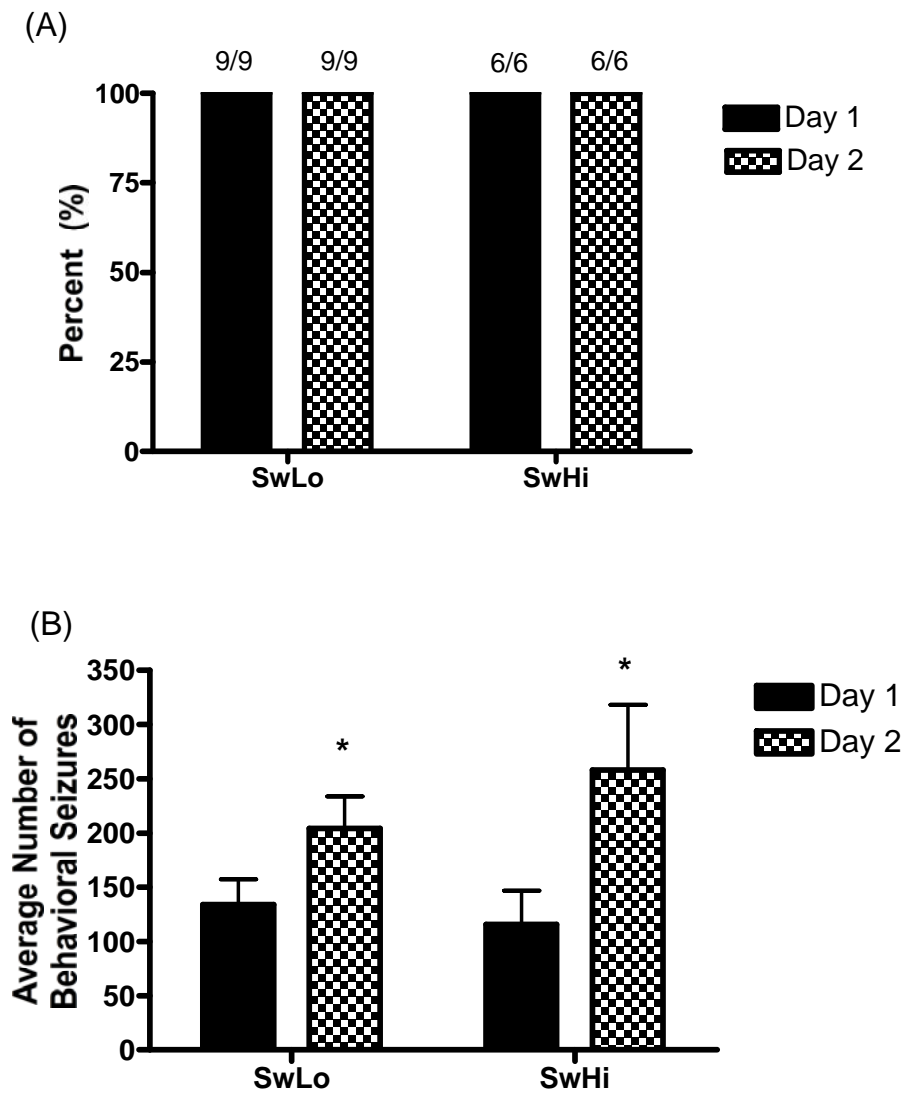 (A)
9/9 9/9 6/6 6/6
100
75
50
25
0
Percent (%)
SwLo SwHi
Day 1
Day 2
(B)
350
300
250
200
150
100
50
0
Average Number of
Behavioral Seizures
* *
SwLo SwHi
Day 1
Day 2